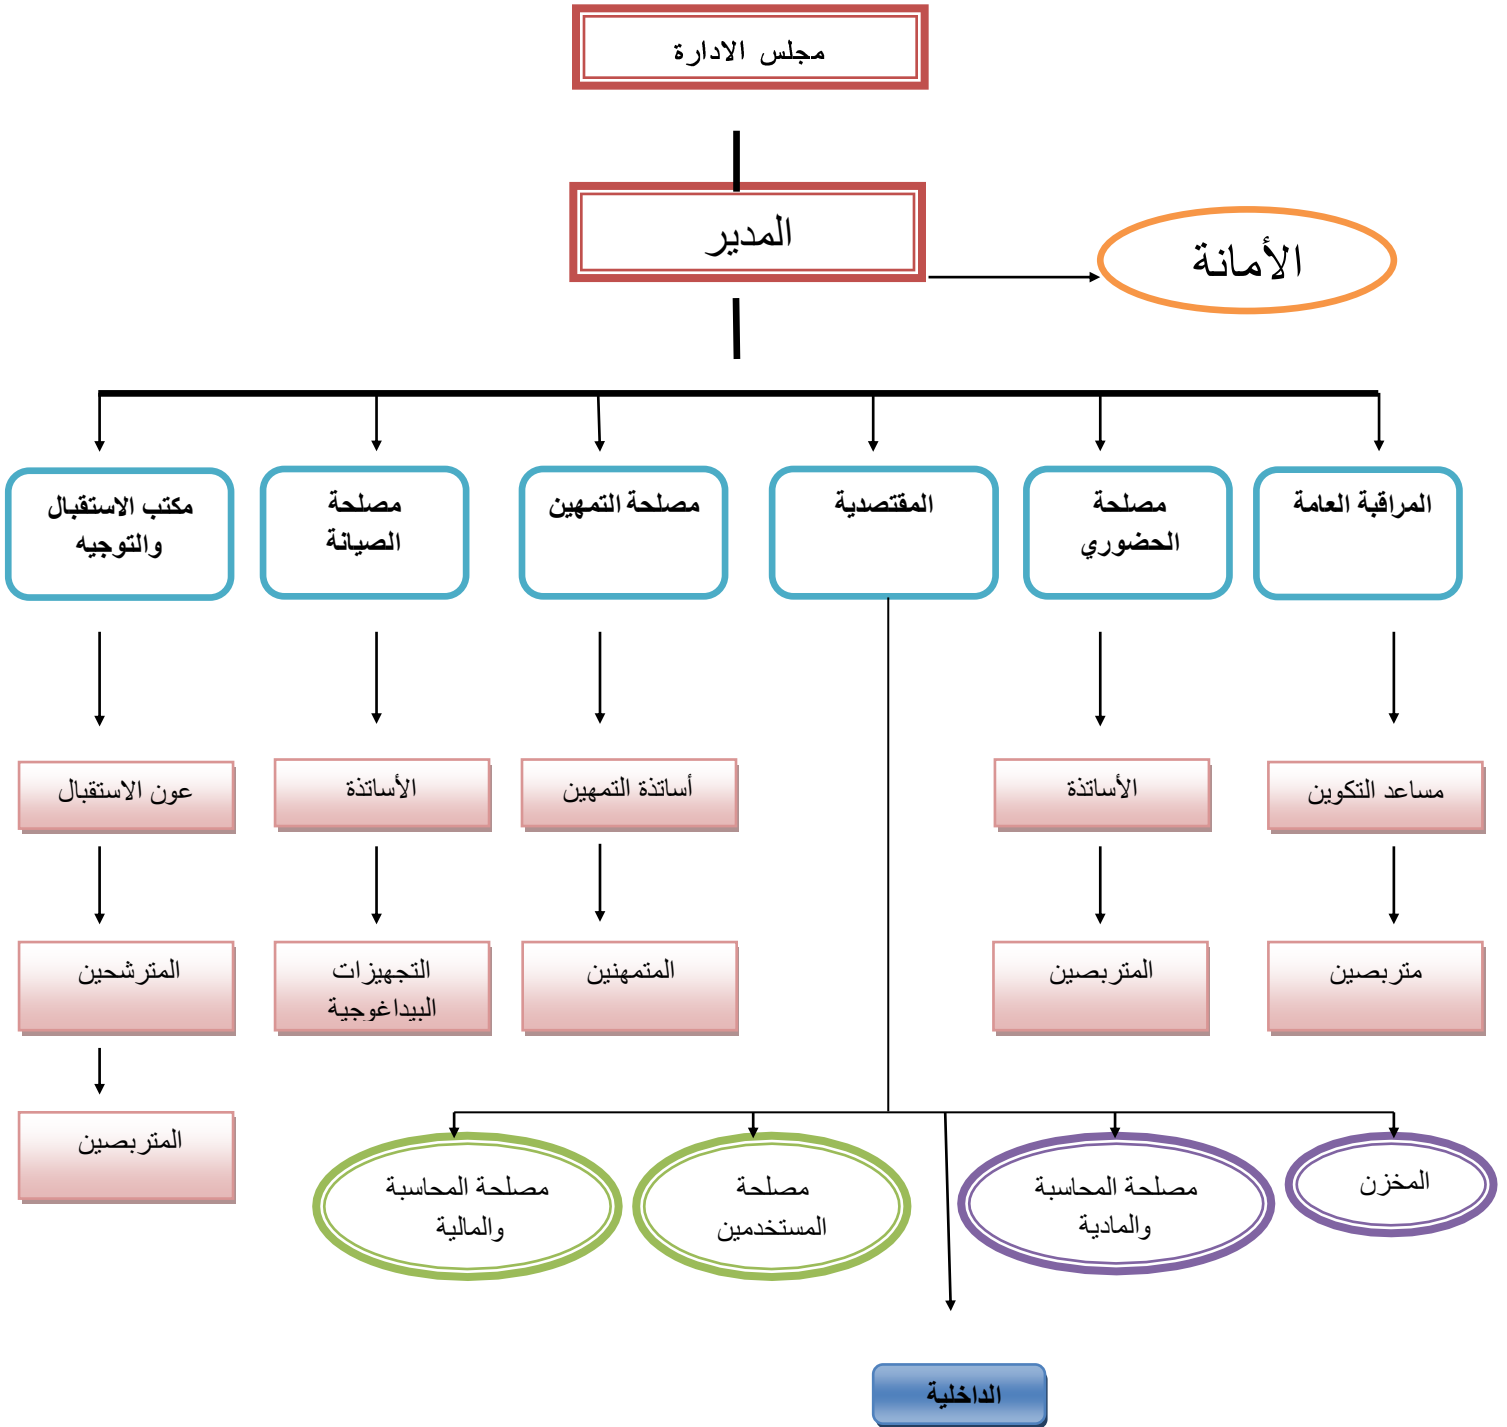 مجلس الادارة
المدير
الأمانة
المراقبة العامة
مصلحة
الحضوري
المقتصدية
مصلحة التمهين
مصلحة
الصيانة
مكتب الاستقبال
والتوجيه
مساعد التكوين
الأساتذة
أساتذة التمهين
الأساتذة
عون الاستقبال
متربصين
المتربصين
المتمهنين
التجهيزات
البيداغوجية
المترشحين
المتربصين
المخزن
مصلحة المحاسبة
والمادية
مصلحة
المستخدمين
مصلحة المحاسبة
والمالية
الداخلية